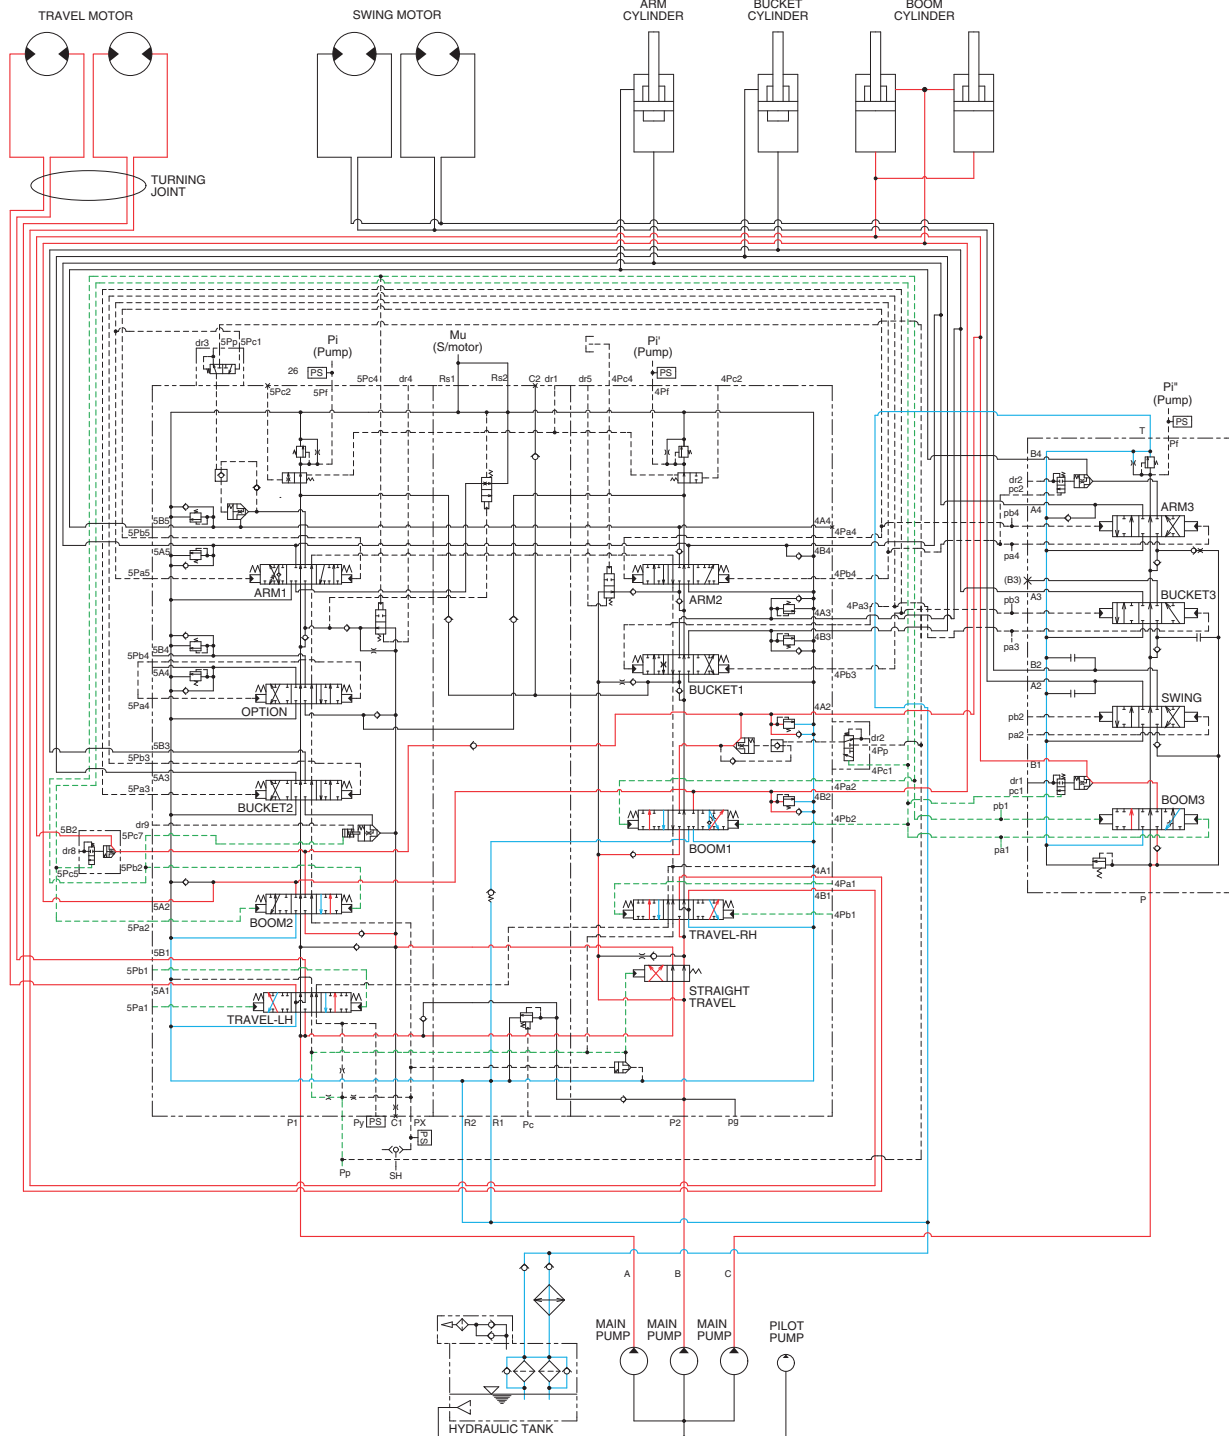 TRAVEL MOTOR
SWING MOTOR
ARM
CYLINDER
BUCKET
CYLINDER
BOOM
CYLINDER
TURNING
JOINT
dr3
5Pp
5Pc1
Pi
(Pump)
26
PS
5Pc2
5Pf
5Pc4
dr4
Mu
(S/motor)
Rs1
Rs2
C2
dr1
dr5
4Pc4
Pi'
(Pump)
PS
4Pf
4Pc2
Pi"
(Pump)
PS
T
Pf
B4
dr2
pc2
A4
pb4
ARM3
pa4
(B3)
A3
pb3
BUCKET3
pa3
B2
A2
SWING
pb2
pa2
B1
dr1
pc1
pb1
BOOM3
pa1
P
5B5
5Pb5
5A5
5Pa5
ARM1
4A4
4Pa4
4B4
4Pb4
ARM2
4A3
4Pa3
4B3
4Pb3
BUCKET1
5B4
5Pb4
5A4
5Pa4
OPTION
5B3
5Pb3
5A3
5Pa3
BUCKET2
dr9
5Pc7
5B2
dr8
5Pc5
5Pb2
5A2
5Pa2
BOOM2
4A2
dr2
4Pp
4Pc1
4Pa2
4B2
4Pb2
BOOM1
4A1
4Pa1
4B1
4Pb1
TRAVEL-RH
STRAIGHT
TRAVEL
5B1
5Pb1
5A1
5Pa1
TRAVEL-LH
P1
Py
PS
C1
PX
PS
R2
R1
Pc
P2
pg
Pp
SH
A
B
C
MAIN
PUMP
MAIN
PUMP
MAIN
PUMP
PILOT
PUMP
HYDRAULIC TANK